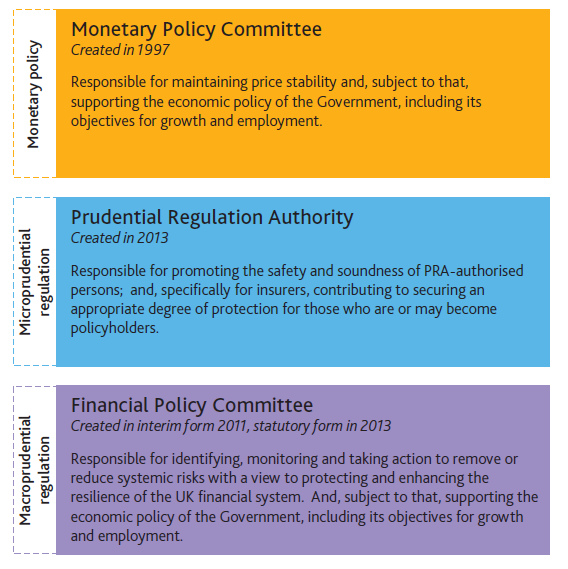 Monetary policy
Monetary Policy Committee
Created in 1997
Responsible for maintaining price stability and, subject to that,
supporting the economic policy of the Government, including its
objectives for growth and employment.
Microprudential
regulation
Prudential Regulation Authority
Created in 2013
Responsible for promoting the safety and soundness of PRA-authorised
persons; and, specifically for insurers, contributing to securing an
appropriate degree of protection for those who are or may become
policyholders.
Macroprudential
regulation
Financial Policy Committee
Created in interim form 2011, statutory form in 2013
Responsible for identifying, monitoring and taking action to remove or
reduce systemic risks with a view to protecting and enhancing the
resilience of the UK financial system. And, subject to that, supporting the
economic policy of the Government, including its objectives for growth
and employment.